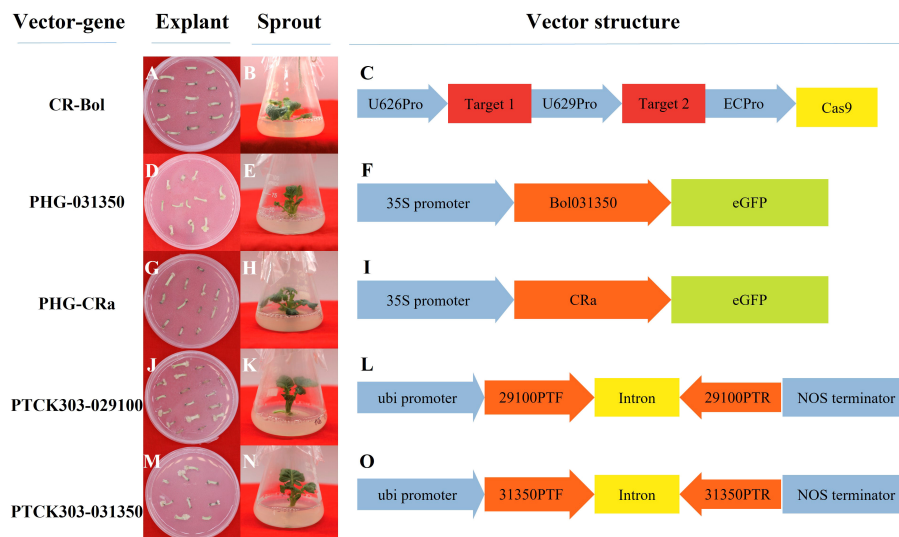 Vector-gene Explant Sprout Vector structure
CR-Bol A B C
U626Pro Target 1 U629Pro Target 2 ECPro Cas9
PHG-031350 D E F
35S promoter Bol031350 eGFP
PHG-CRa G H I
35S promoter CRa eGFP
PTCK303-029100 J K L
ubi promoter 29100PTF Intron 29100PTR NOS terminator
PTCK303-031350 M N O
ubi promoter 31350PTF Intron 31350PTR NOS terminator